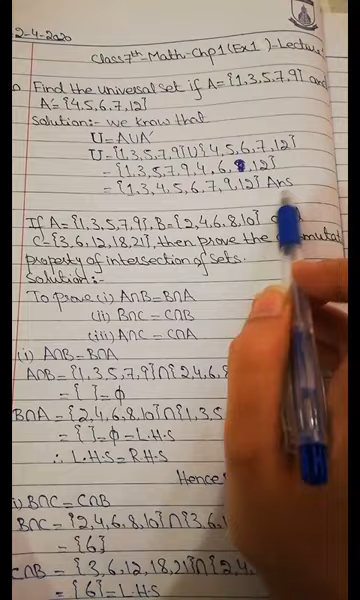 2-4-2020
Class 7th-Math-Chp1(Ex1)-Lecture
Find the universal set if A={1,3,5,7,9} and
A'={4,5,6,7,12}
Solution:- we know that
U = A∪A'
U={1,3,5,7,9}∪{4,5,6,7,12}
={1,3,5,7,9,4,6,12}
={1,3,4,5,6,7,9,12} Ans
If A={1,3,5,7,9}, B={2,4,6,8,10}
C={3,6,12,18,21}, then prove the
property of intersection of sets.
Solution:-
To prove (i) A∩B=B∩A
(ii) B∩C = C∩B
(iii) A∩C = C∩A
(i) A∩B=B∩A
A∩B={1,3,5,7,9}∩{2,4,6,8
={ }=ϕ
B∩A={2,4,6,8,10}∩{1,3,5
={ }=ϕ=L.H.S
∴ L.H.S=R.H.S
Hence
i) B∩C=C∩B
B∩C={2,4,6,8,10}∩{3,6,1
={6}
C∩B={3,6,12,18,21}∩{2,4,
={6}=L.H.S